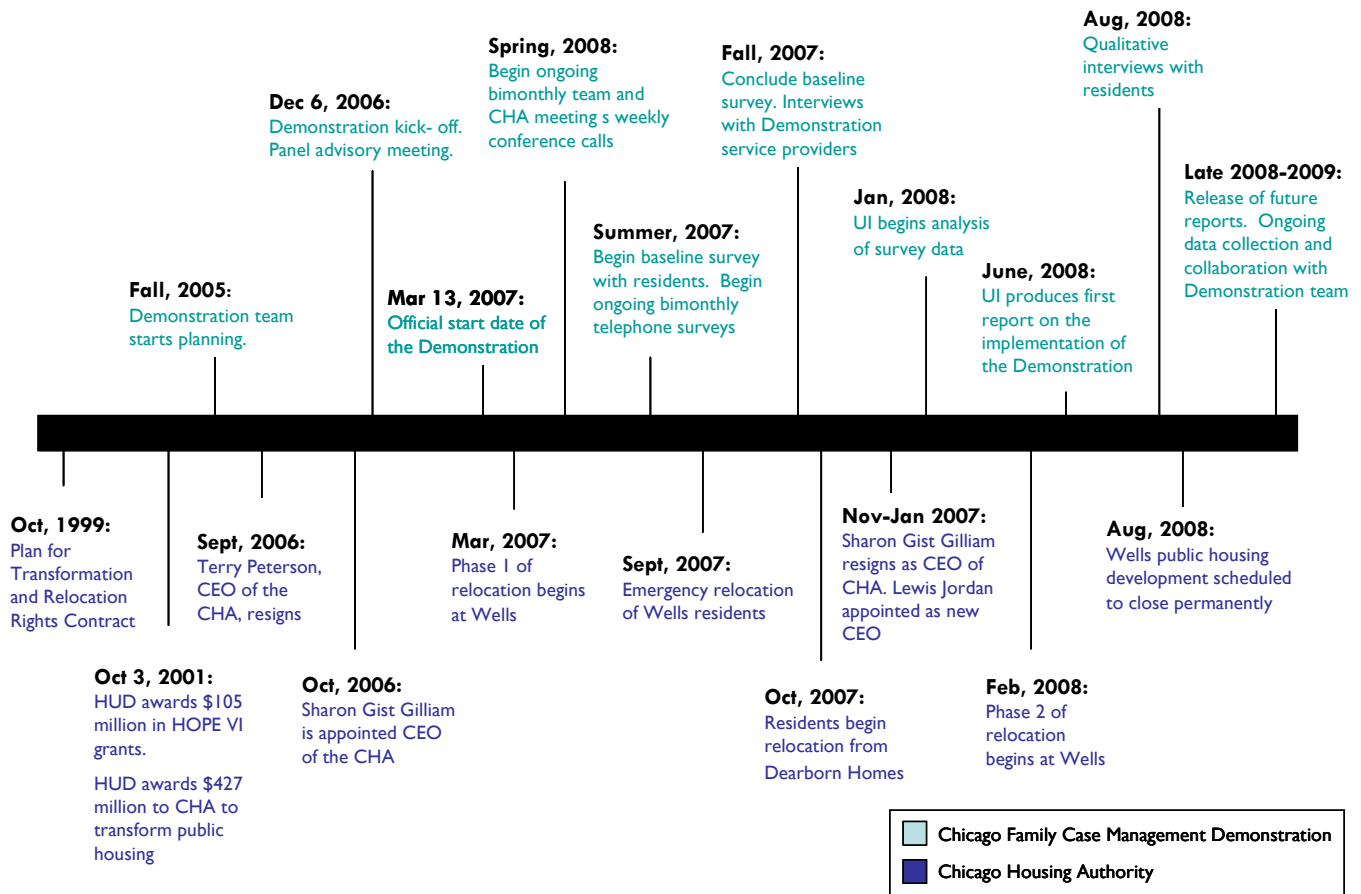 Fall, 2005:
Demonstration team
starts planning.
Dec 6, 2006:
Demonstration kick- off.
Panel advisory meeting.
Mar 13, 2007:
Official start date of
the Demonstration
Spring, 2008:
Begin ongoing
bimonthly team and
CHA meeting s weekly
conference calls
Summer, 2007:
Begin baseline survey
with residents. Begin
ongoing bimonthly
telephone surveys
Fall, 2007:
Conclude baseline
survey. Interviews
with Demonstration
service providers
Jan, 2008:
UI begins analysis
of survey data
June, 2008:
UI produces first
report on the
implementation of
the Demonstration
Aug, 2008:
Qualitative
interviews with
residents
Late 2008-2009:
Release of future
reports. Ongoing
data collection and
collaboration with
Demonstration team
Oct, 1999:
Plan for
Transformation
and Relocation
Rights Contract
Oct 3, 2001:
HUD awards $105
million in HOPE VI
grants.
HUD awards $427
million to CHA to
transform public
housing
Sept, 2006:
Terry Peterson,
CEO of the
CHA, resigns
Oct, 2006:
Sharon Gist Gilliam
is appointed CEO
of the CHA
Mar, 2007:
Phase 1 of
relocation begins
at Wells
Sept, 2007:
Emergency relocation
of Wells residents
Oct, 2007:
Residents begin
relocation from
Dearborn Homes
Nov-Jan 2007:
Sharon Gist Gilliam
resigns as CEO of
CHA. Lewis Jordan
appointed as new
CEO
Feb, 2008:
Phase 2 of
relocation
begins at Wells
Aug, 2008:
Wells public housing
development scheduled
to close permanently
Chicago Family Case Management Demonstration
Chicago Housing Authority